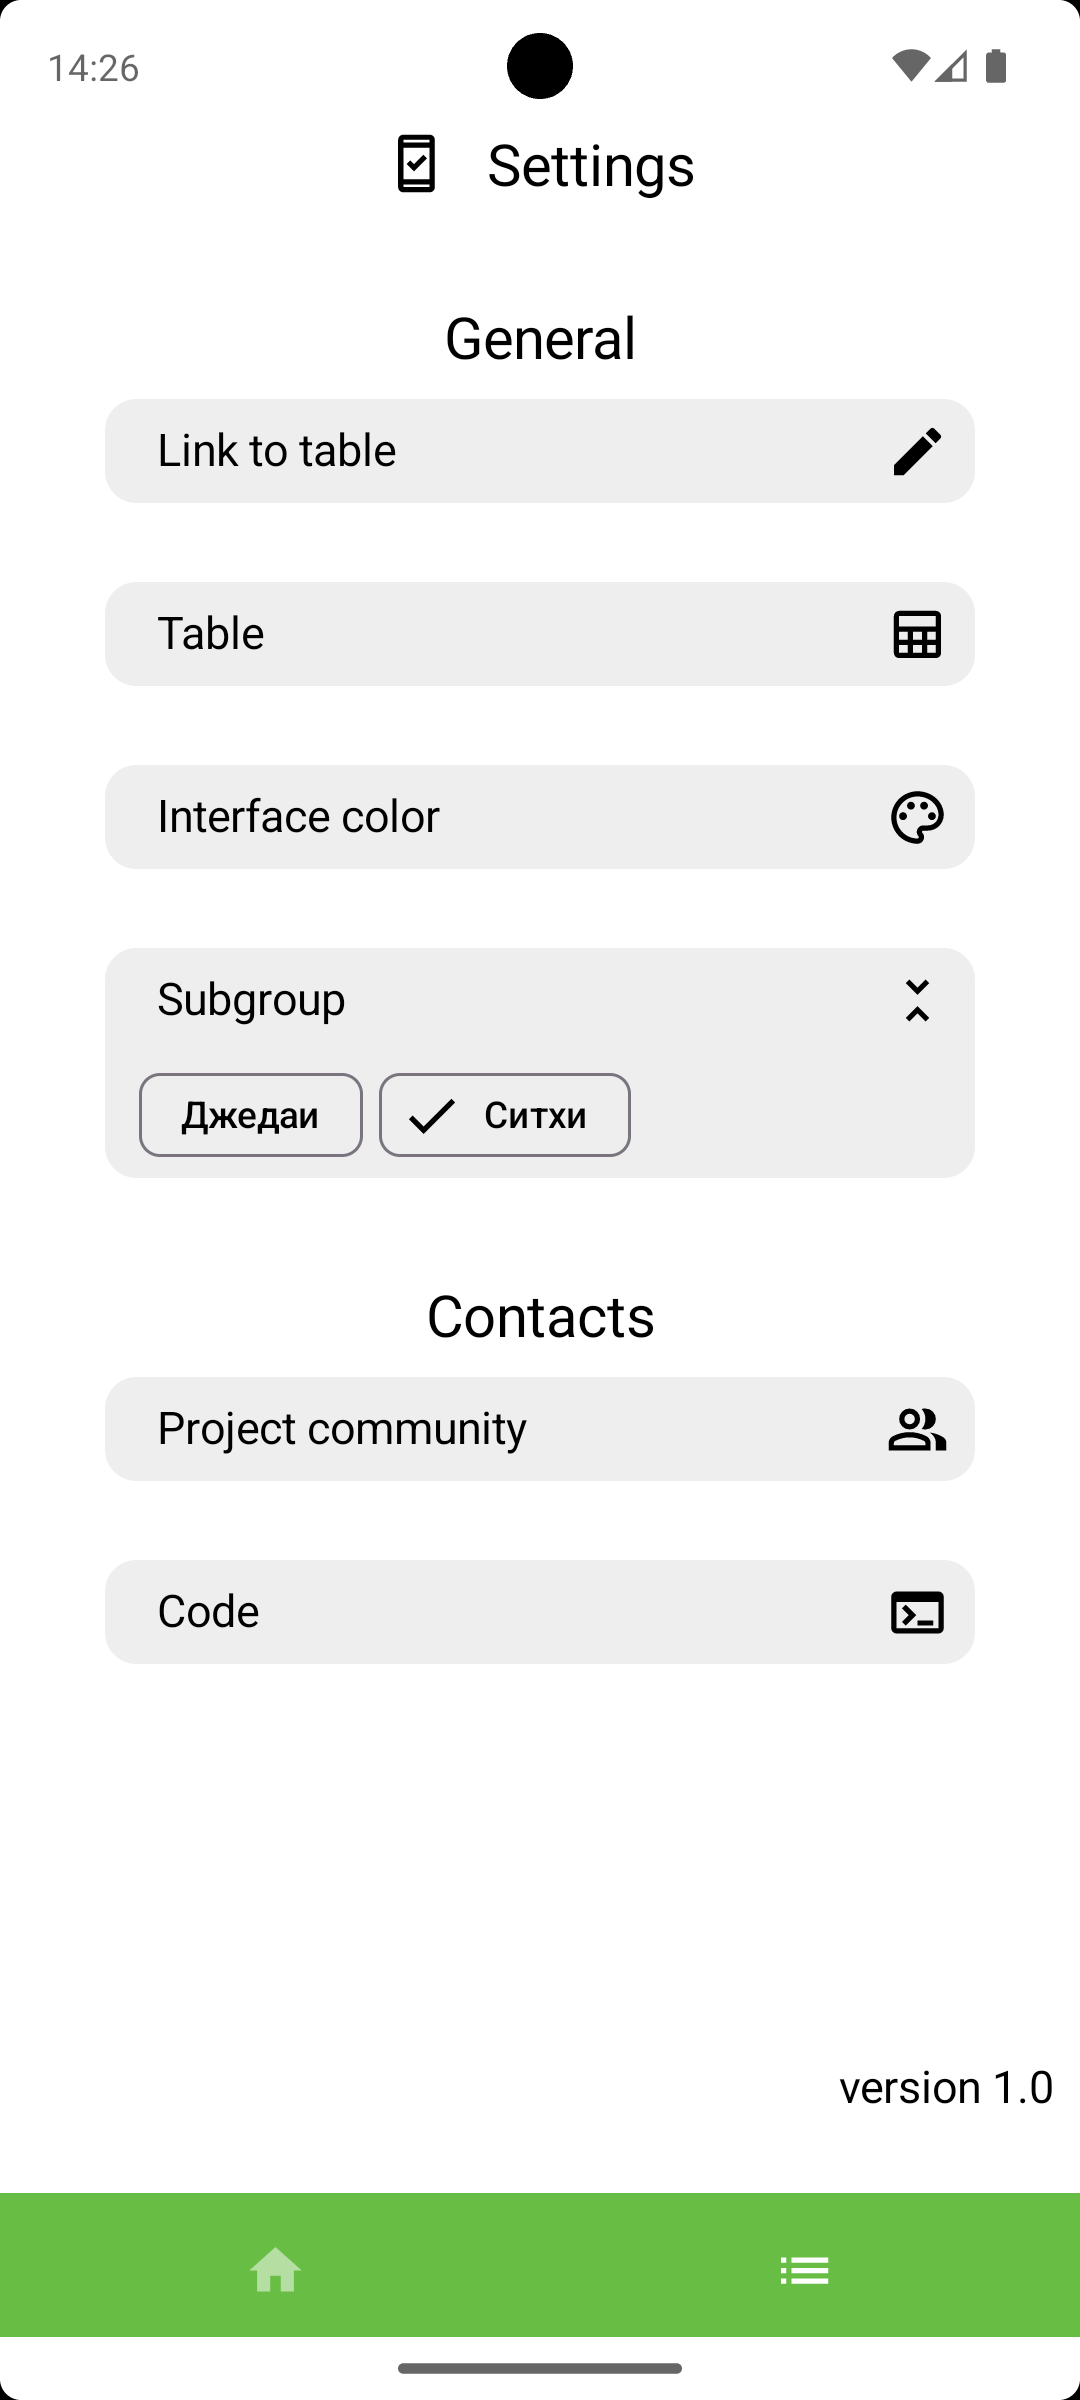 14:26
Settings
General
Link to table
Table
Interface color
Subgroup
Джедаи
Ситхи
Contacts
Project community
Code
version 1.0